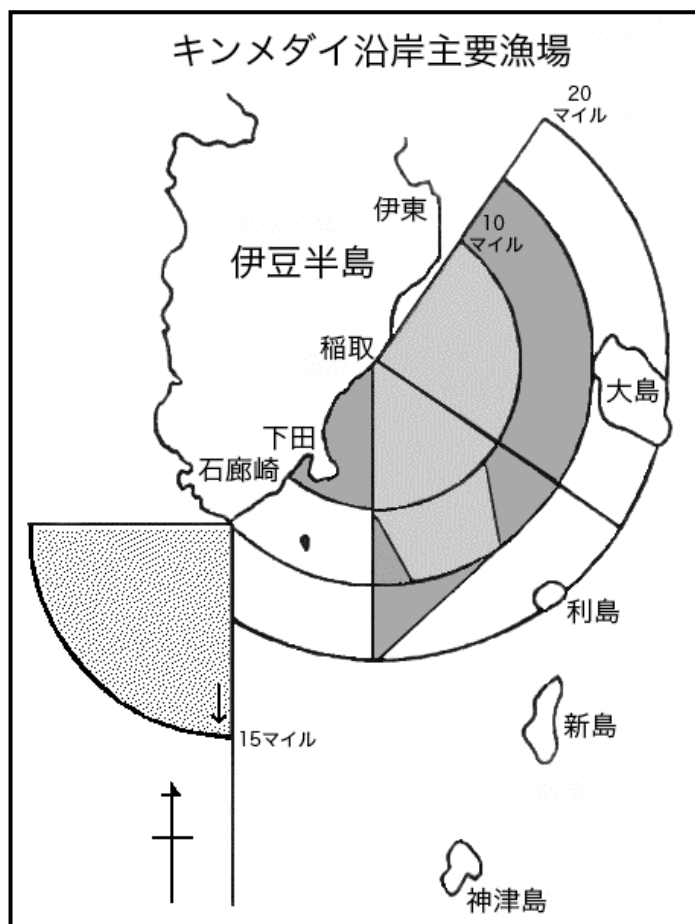 キンメダイ沿岸主要漁場
20
マイル
伊東
10
マイル
伊豆半島
稲取
大島
下田
石廊崎
利島
新島
15マイル
神津島